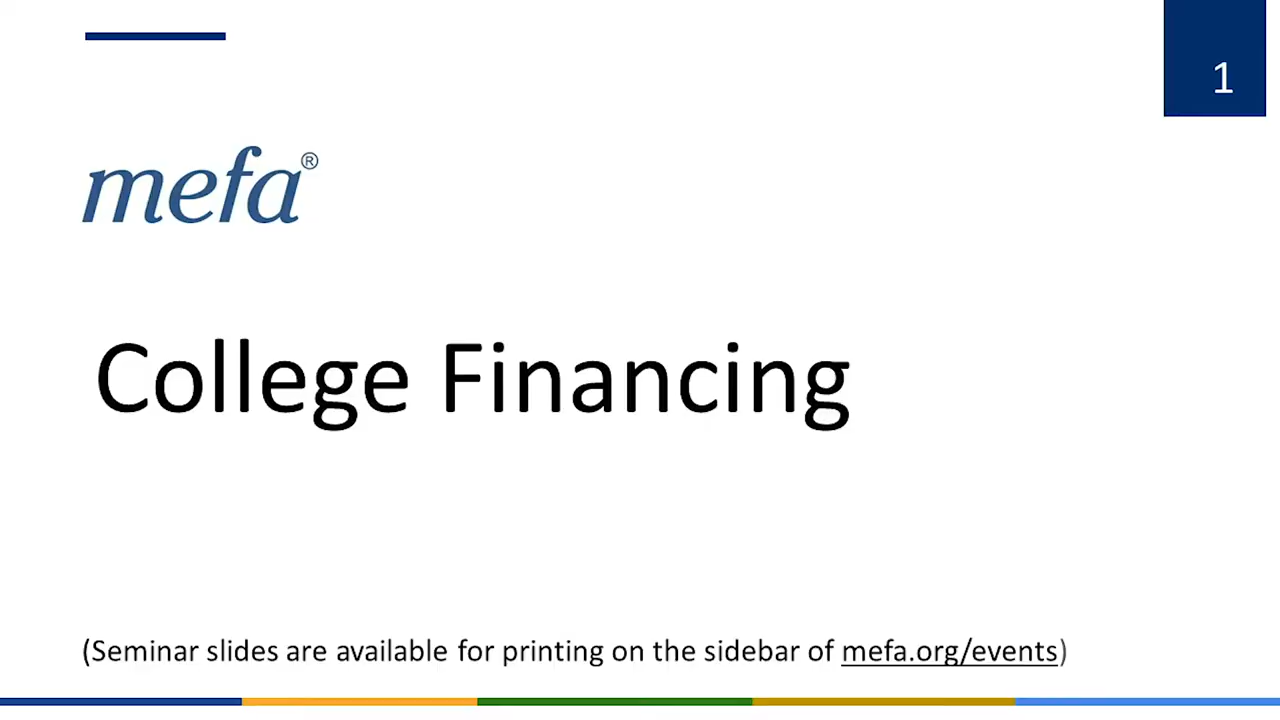 1
mefa®
College Financing
(Seminar slides are available for printing on the sidebar of mefa.org/events)